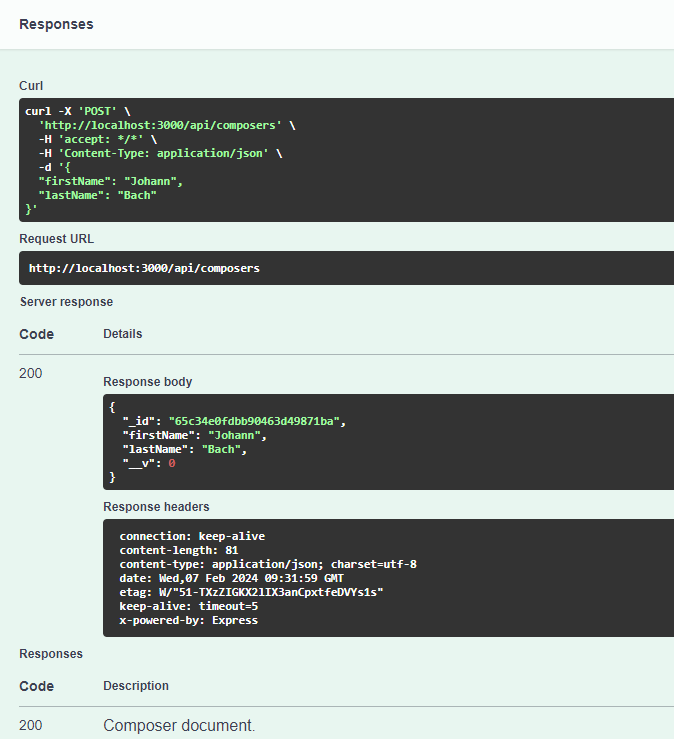 Responses
Curl
curl -X 'POST' \
  'http://localhost:3000/api/composers' \
  -H 'accept: */*' \
  -H 'Content-Type: application/json' \
  -d '{
  "firstName": "Johann",
  "lastName": "Bach"
}'
Request URL
http://localhost:3000/api/composers
Server response
Code Details
200
Response body
{
  "_id": "65c34e0fdbb90463d49871ba",
  "firstName": "Johann",
  "lastName": "Bach",
  "__v": 0
}
Response headers
connection: keep-alive
content-length: 81
content-type: application/json; charset=utf-8
date: Wed,07 Feb 2024 09:31:59 GMT
etag: W/"51-TXzZIGKX2lIX3anCpxtfeDVYs1s"
keep-alive: timeout=5
x-powered-by: Express
Responses
Code Description
200 Composer document.